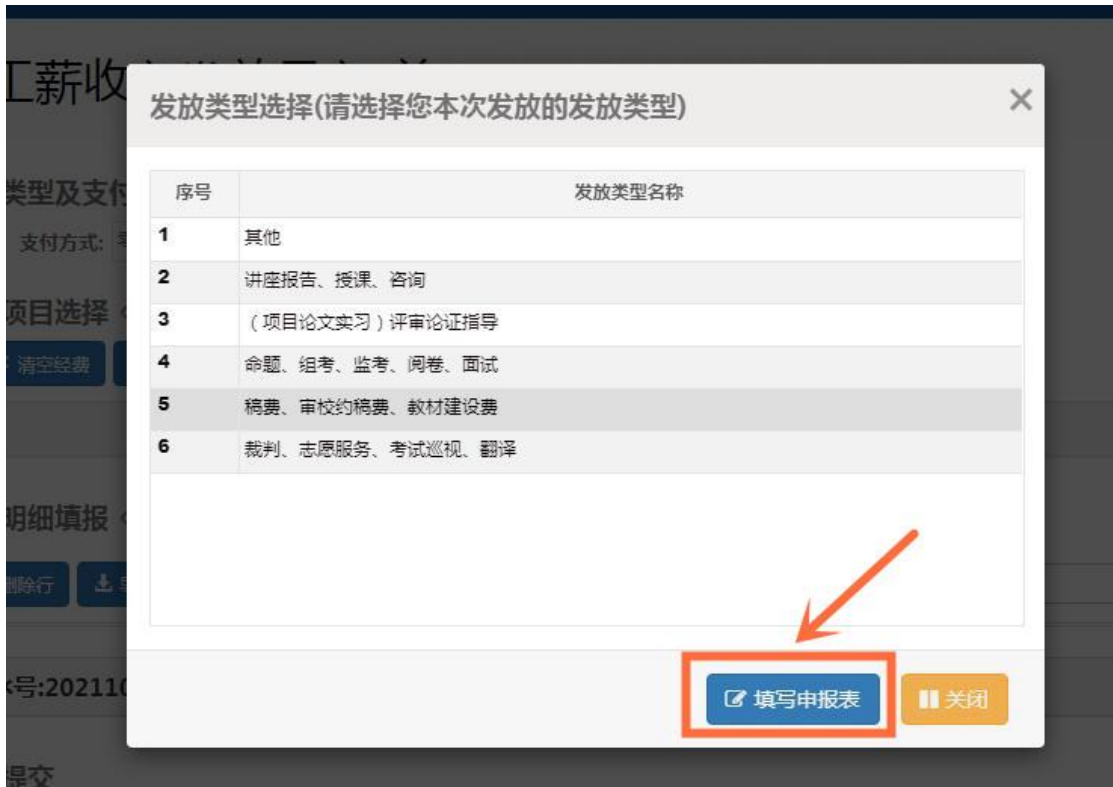 工薪收
发放类型选择(请选择您本次发放的发放类型)
×
类型及支付
支付方式:
项目选择
清空经费
序号 发放类型名称
1 其他
2 讲座报告、授课、咨询
3 （项目论文实习）评审论证指导
4 命题、组考、监考、阅卷、面试
5 稿费、审校约稿费、教材建设费
6 裁判、志愿服务、考试巡视、翻译
明细填报
删除行
号:202110
填写申报表
关闭
提交